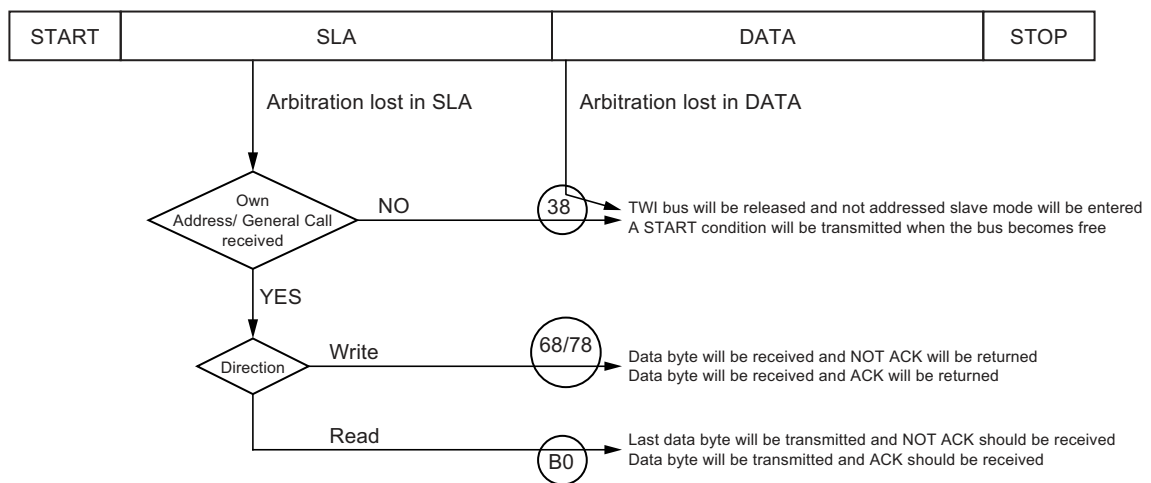 START SLA DATA STOP
Arbitration lost in SLA Arbitration lost in DATA
Own
Address/ General Call
received
NO
38
TWI bus will be released and not addressed slave mode will be entered
A START condition will be transmitted when the bus becomes free
YES
Direction
Write
68/78
Data byte will be received and NOT ACK will be returned
Data byte will be received and ACK will be returned
Read
B0
Last data byte will be transmitted and NOT ACK should be received
Data byte will be transmitted and ACK should be received